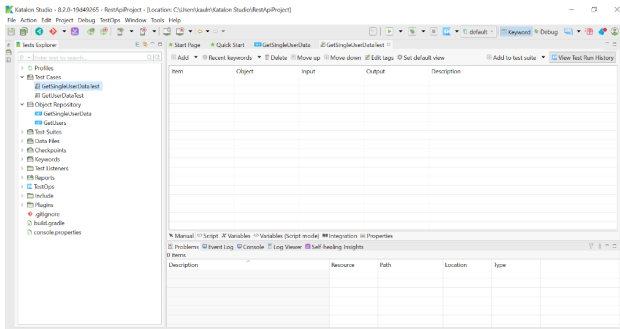 Katalon Studio - 8.2.0 - 19d49265 - RestApiProject - [Location: C:\Users\kauln\Katalon Studio\RestApiProject]
File Action Edit Project Debug TestOps Window Tools Help
default
Keyword
Debug
Tests Explorer
Enter text to search...
Profiles
Test Cases
GetSingleUserDataTest
GetUserDataTest
Object Repository
GetSingleUserData
GetUsers
Test Suites
Data Files
Checkpoints
Keywords
Test Listeners
Reports
TestOps
Include
Plugins
.gitignore
build.gradle
console.properties
Start Page Quick Start GetSingleUserData GetSingleUserDataTest
Add Recent keywords Delete Move up Move down Edit tags Set default view Add to test suite View Test Run History
Item Object Input Output Description
Manual Script Variables Variables (Script mode) Integration Properties
Problems Event Log Console Log Viewer Self-healing Insights
0 items
Description Resource Path Location Type